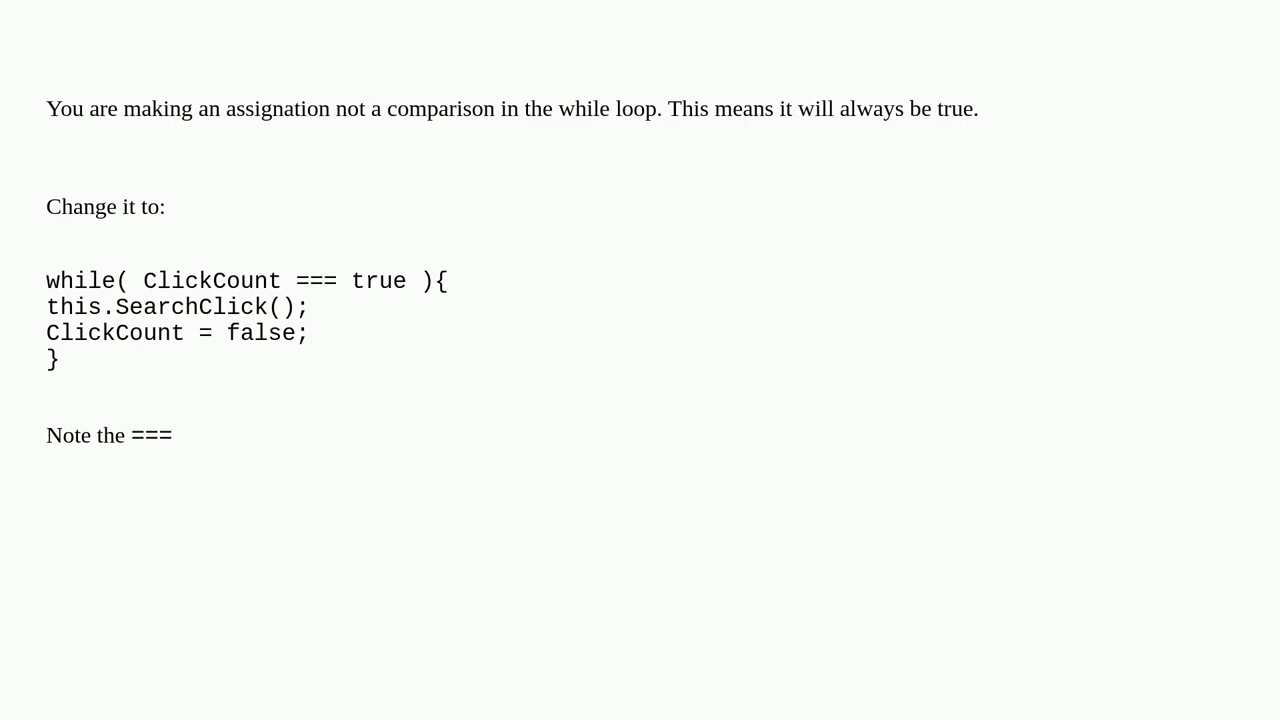 You are making an assignation not a comparison in the while loop. This means it will always be true.
Change it to:
while( ClickCount === true ){
this.SearchClick();
ClickCount = false;
}
Note the ===